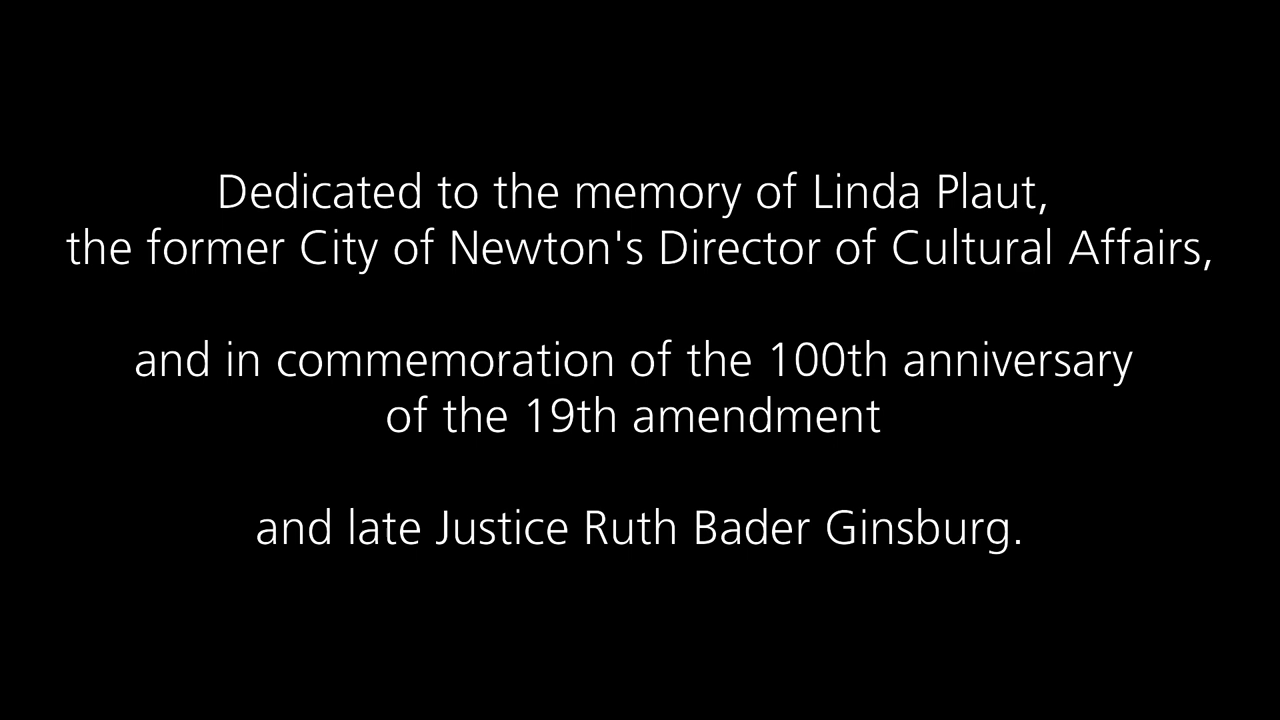 Dedicated to the memory of Linda Plaut,
the former City of Newton's Director of Cultural Affairs,
and in commemoration of the 100th anniversary
of the 19th amendment
and late Justice Ruth Bader Ginsburg.